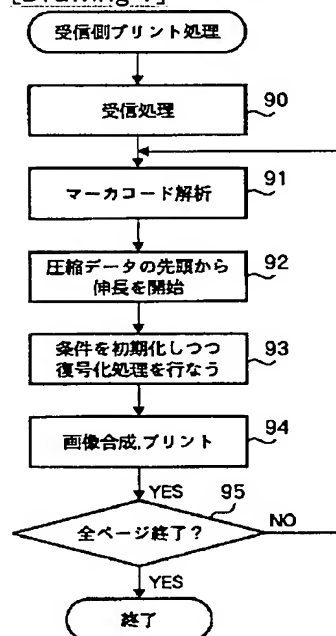 受信側プリント処理
受信処理
90
マーカコード解析
91
圧縮データの先頭から
伸長を開始
92
条件を初期化しつつ
復号化処理を行なう
93
画像合成,プリント
94
YES
95
全ページ終了?
NO
YES
終了